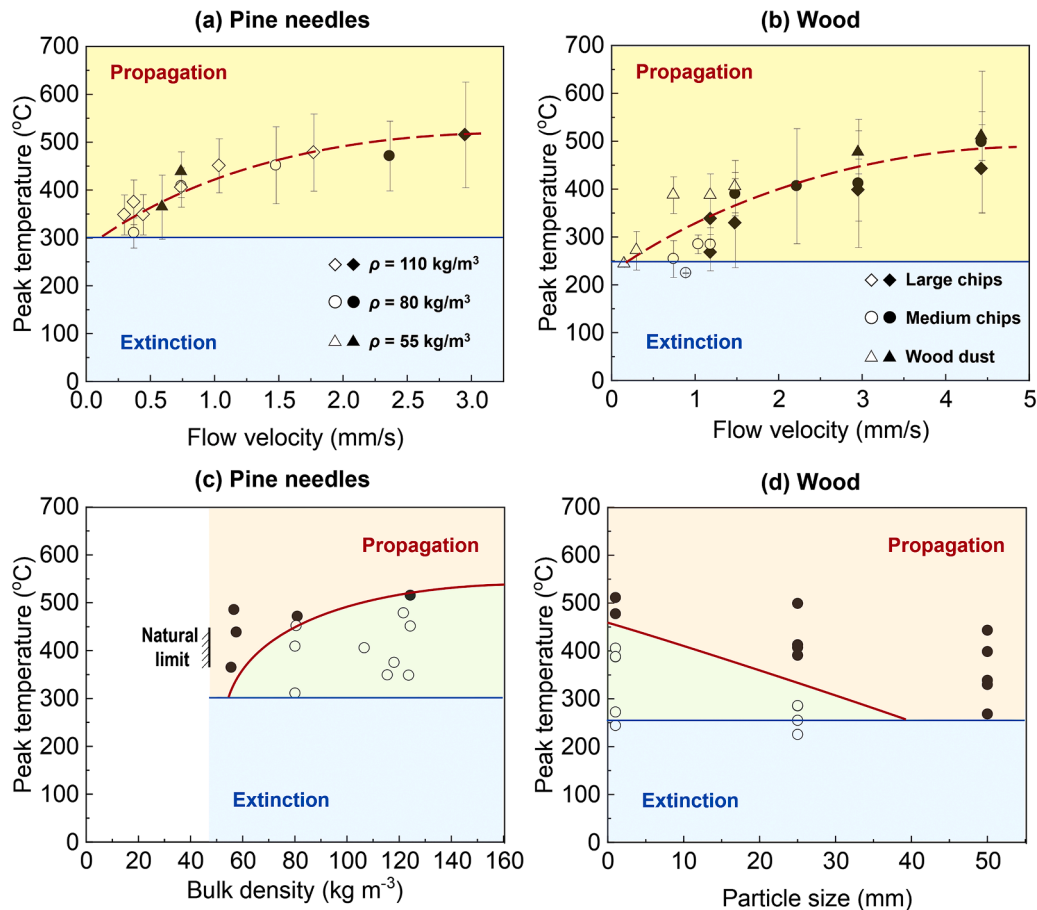 (a) Pine needles
Peak temperature (°C)
700
600
500
400
300
200
100
0
Propagation
Extinction
ρ = 110 kg/m³
ρ = 80 kg/m³
ρ = 55 kg/m³
0.0 0.5 1.0 1.5 2.0 2.5 3.0
Flow velocity (mm/s)
(b) Wood
Peak temperature (°C)
700
600
500
400
300
200
100
0
Propagation
Extinction
Large chips
Medium chips
Wood dust
0 1 2 3 4 5
Flow velocity (mm/s)
(c) Pine needles
Peak temperature (°C)
700
600
500
400
300
200
100
0
Propagation
Natural
limit
Extinction
0 20 40 60 80 100 120 140 160
Bulk density (kg m⁻³)
(d) Wood
Peak temperature (°C)
700
600
500
400
300
200
100
0
Propagation
Extinction
0 10 20 30 40 50
Particle size (mm)